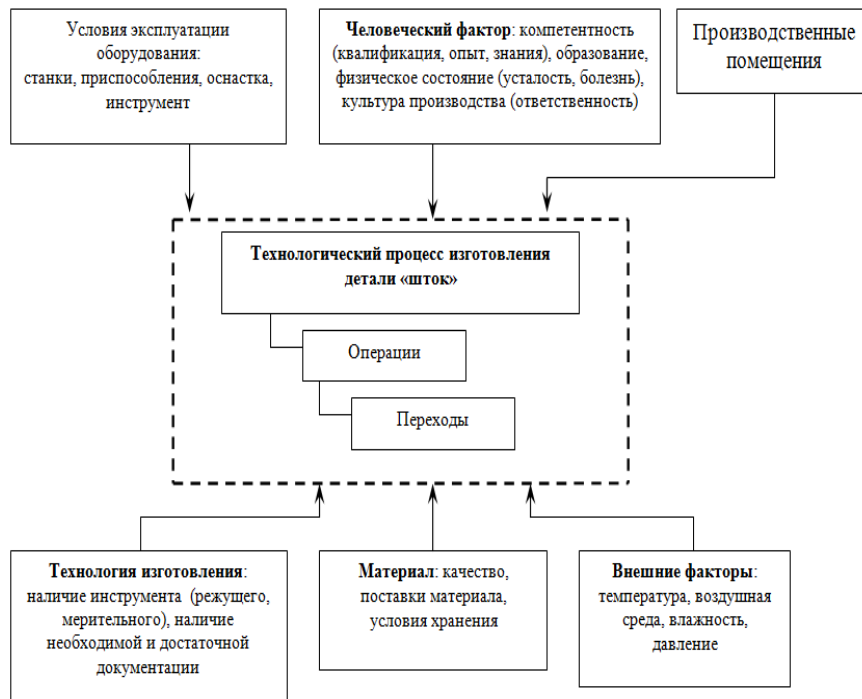 Условия эксплуатации
оборудования:
станки, приспособления, оснастка,
инструмент
Человеческий фактор: компетентность
(квалификация, опыт, знания), образование,
физическое состояние (усталость, болезнь),
культура производства (ответственность)
Производственные
помещения
Технологический процесс изготовления
детали «шток»
Операции
Переходы
Технология изготовления:
наличие инструмента (режущего,
мерительного), наличие
необходимой и достаточной
документации
Материал: качество,
поставки материала,
условия хранения
Внешние факторы:
температура, воздушная
среда, влажность,
давление